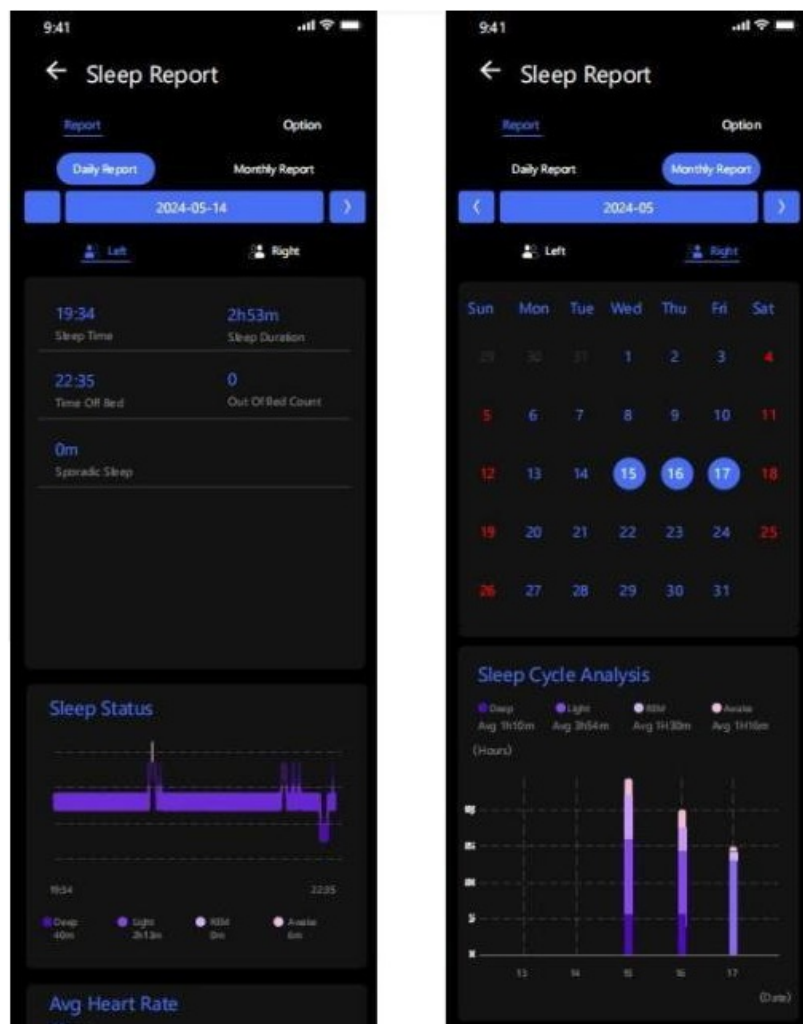 9:41
Sleep Report
Report Option
Daily Report Monthly Report
2024-05-14 >
Left Right
19:34 2h53m
Sleep Time Sleep Duration
22:35 0
Time Off Bed Out Of Bed Count
0m
Sporadic Sleep
Sleep Status
19:34 22:35
Deep Light REM Awake
40m 2h13m 0m 6m
Avg Heart Rate
9:41
Sleep Report
Report Option
Daily Report Monthly Report
< 2024-05 >
Left Right
Sun Mon Tue Wed Thu Fri Sat
29 30 31 1 2 3 4
5 6 7 8 9 10 11
12 13 14 15 16 17 18
19 20 21 22 23 24 25
26 27 28 29 30 31
Sleep Cycle Analysis
Deep Light REM Awake
Avg 1h10m Avg 3h54m Avg 1H30m Avg 1H16m
(Hours)
13 14 15 16 17
(Date)